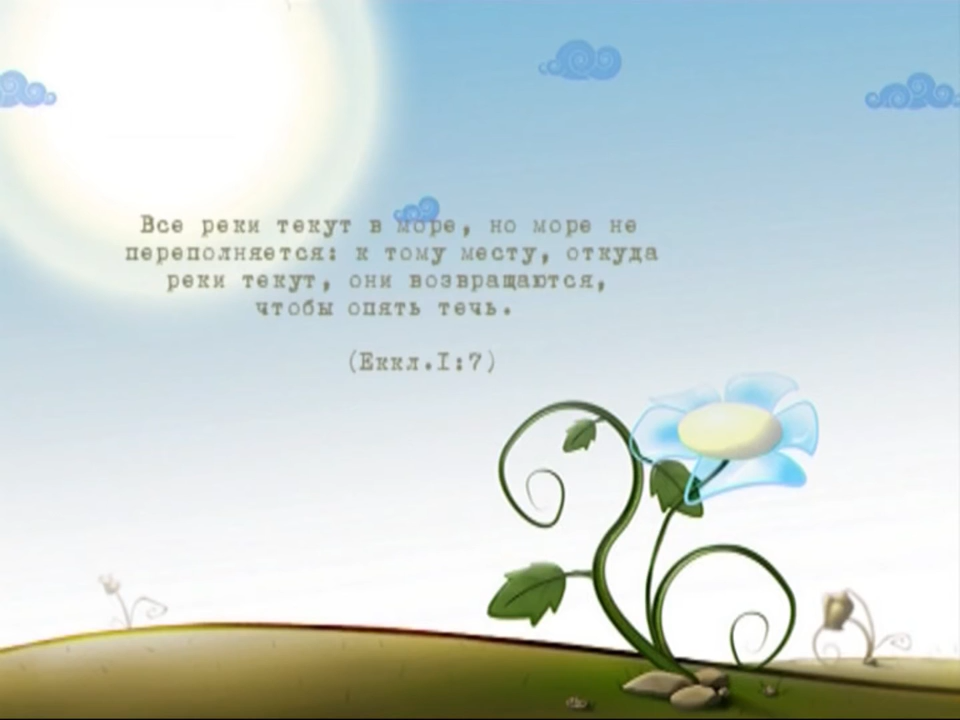 Все реки текут в море, но море не
переполняется: к тому месту, откуда
реки текут, они возвращаются,
чтобы опять течь.
(Еккл.1:7)